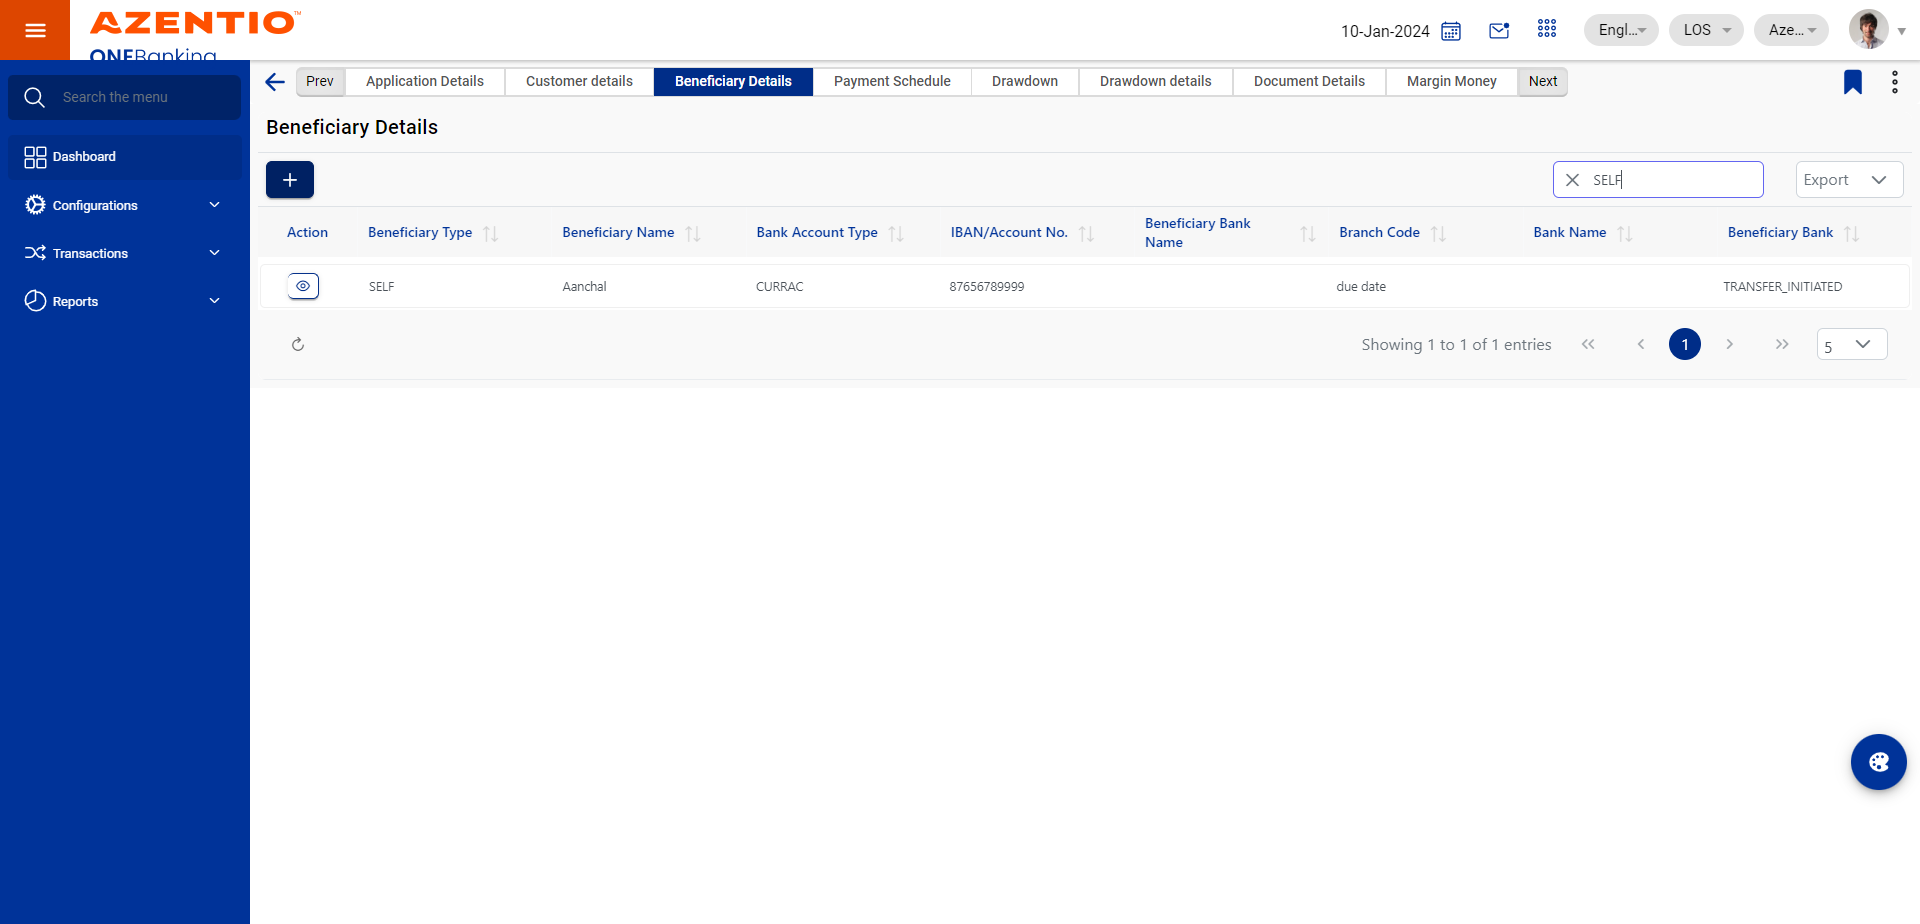 AZENTIO™
ONEBanking
10-Jan-2024
Engl...
LOS
Aze...
Search the menu
Dashboard
Configurations
Transactions
Reports
Prev
Application Details
Customer details
Beneficiary Details
Payment Schedule
Drawdown
Drawdown details
Document Details
Margin Money
Next
Beneficiary Details
+
SELF
Export
Action
Beneficiary Type
Beneficiary Name
Bank Account Type
IBAN/Account No.
Beneficiary Bank
Name
Branch Code
Bank Name
Beneficiary Bank
SELF
Aanchal
CURRAC
87656789999
due date
TRANSFER_INITIATED
Showing 1 to 1 of 1 entries
1
5